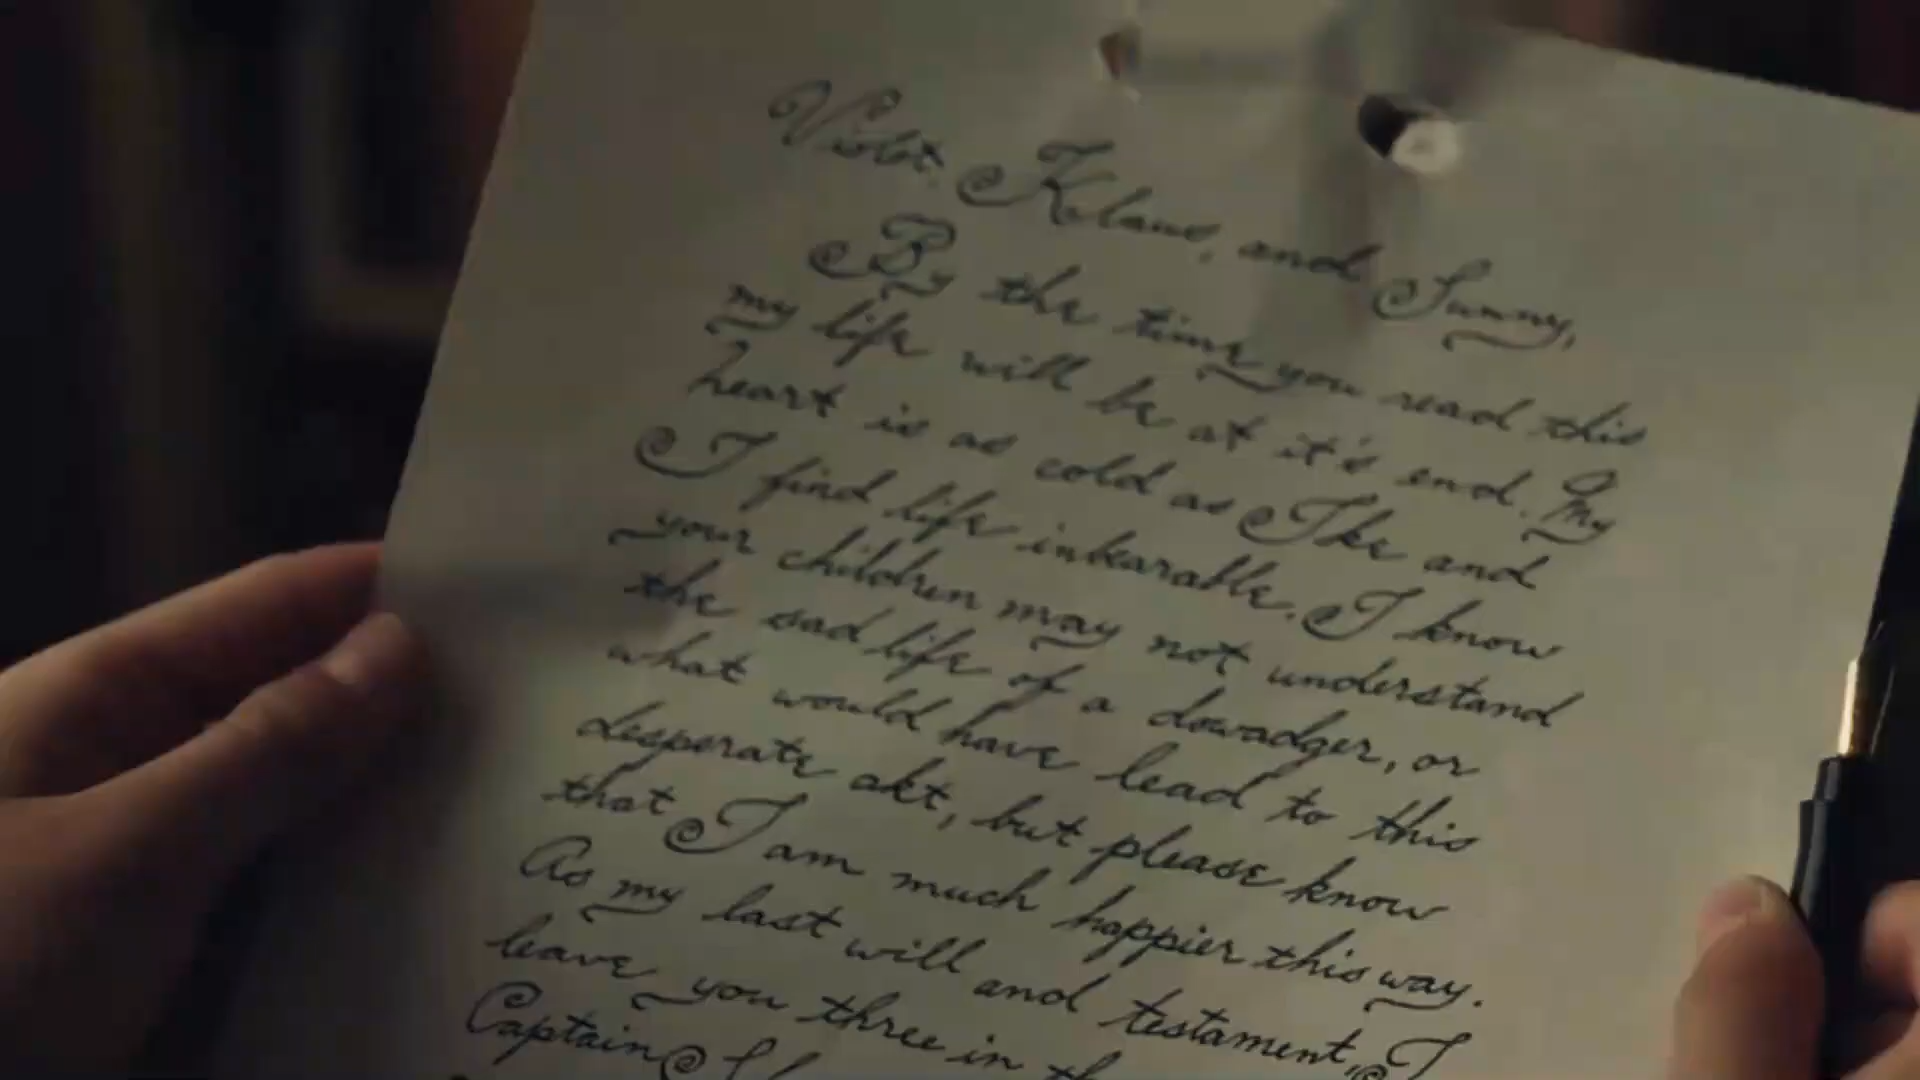 Violet, Kluas, and Sunny,
By the time you read this
my life will be at it's end. My
heart is as cold as Ike and
I find life inbearable. I know
your children may not understand
the sad life of a dowadger, or
what would have lead to this
desperate akt, but please know
that I am much happier this way.
As my last will and testament, I
leave you three in
Captain